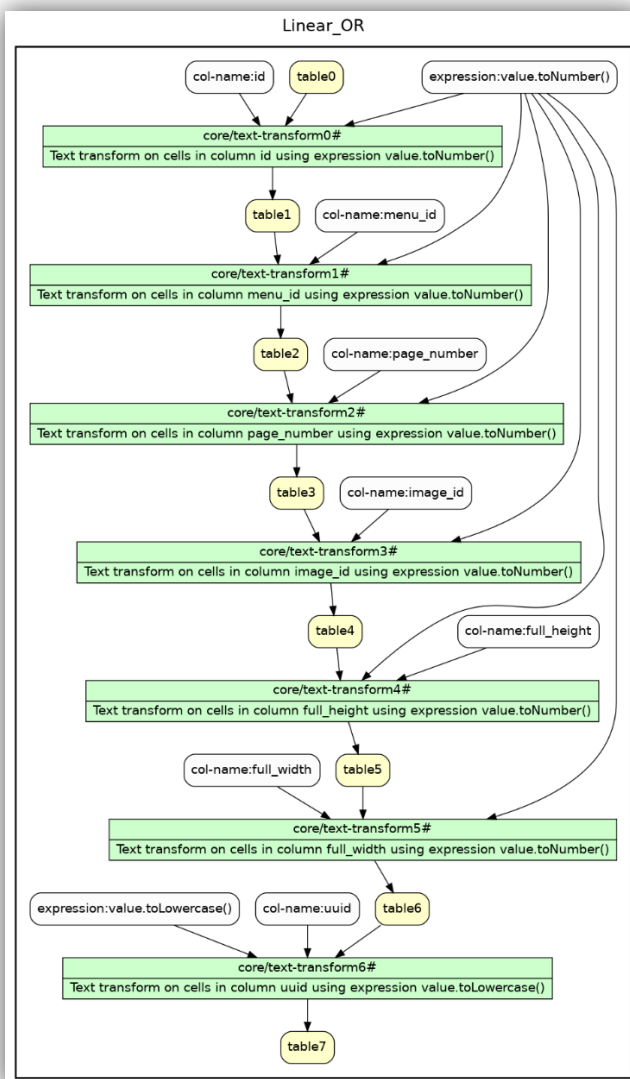 Linear_OR
col-name:id
table0
expression:value.toNumber()
core/text-transform0#
Text transform on cells in column id using expression value.toNumber()
table1
col-name:menu_id
core/text-transform1#
Text transform on cells in column menu_id using expression value.toNumber()
table2
col-name:page_number
core/text-transform2#
Text transform on cells in column page_number using expression value.toNumber()
table3
col-name:image_id
core/text-transform3#
Text transform on cells in column image_id using expression value.toNumber()
table4
col-name:full_height
core/text-transform4#
Text transform on cells in column full_height using expression value.toNumber()
col-name:full_width
table5
core/text-transform5#
Text transform on cells in column full_width using expression value.toNumber()
expression:value.toLowercase()
col-name:uuid
table6
core/text-transform6#
Text transform on cells in column uuid using expression value.toLowercase()
table7